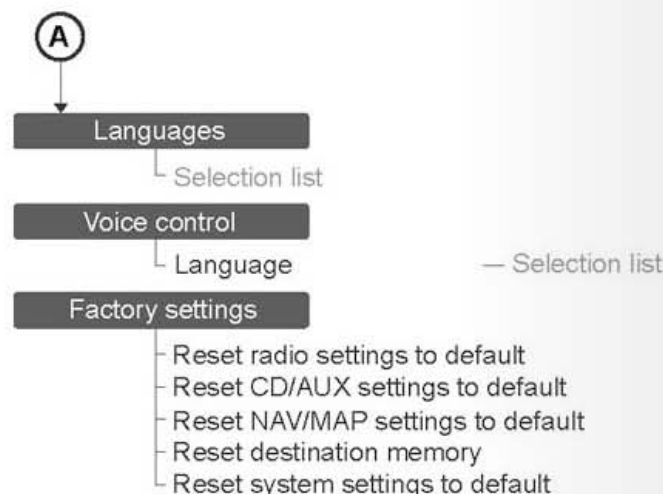 A
Languages
Selection list
Voice control
Language — Selection list
Factory settings
Reset radio settings to default
Reset CD/AUX settings to default
Reset NAV/MAP settings to default
Reset destination memory
Reset system settings to default